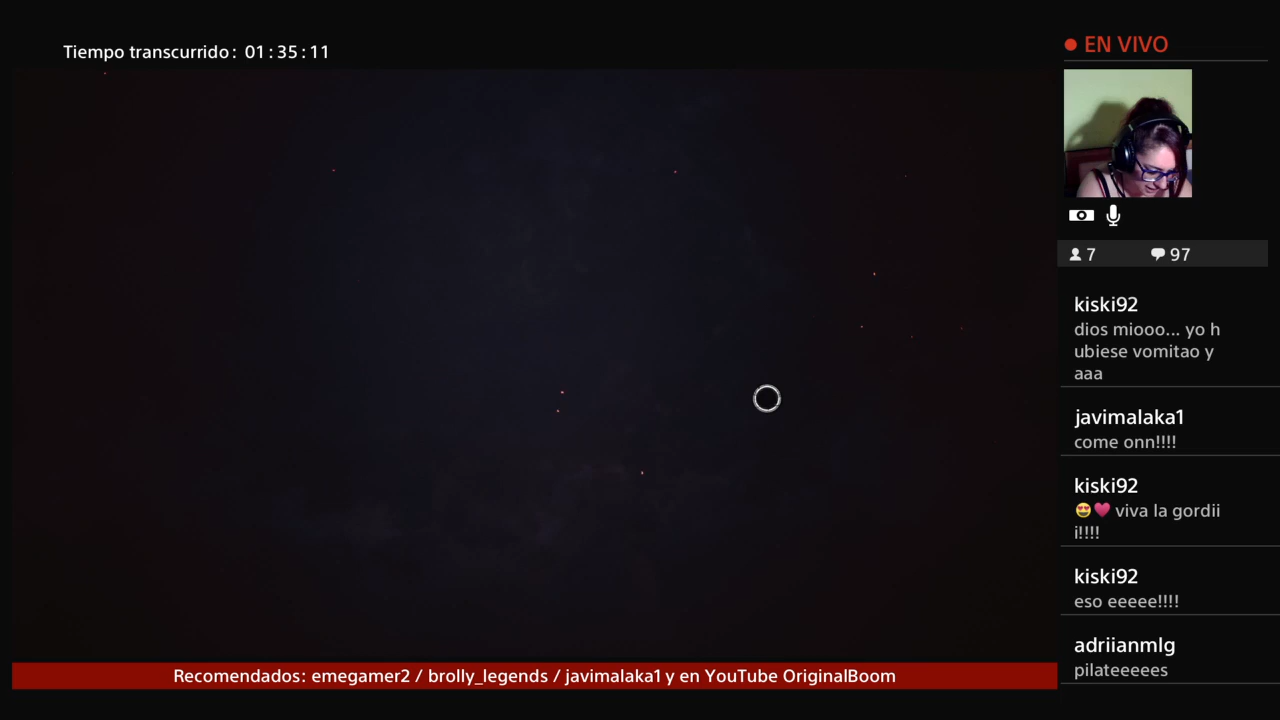 Tiempo transcurrido: 01:35:11
EN VIVO
7 97
kiski92
dios miooo... yo h
ubiese vomitao y
aaa
javimalaka1
come onn!!!!
kiski92
😍❤️ viva la gordii
i!!!!
kiski92
eso eeeee!!!!
adriianmlg
pilateeeees
Recomendados: emegamer2 / brolly_legends / javimalaka1 y en YouTube OriginalBoom